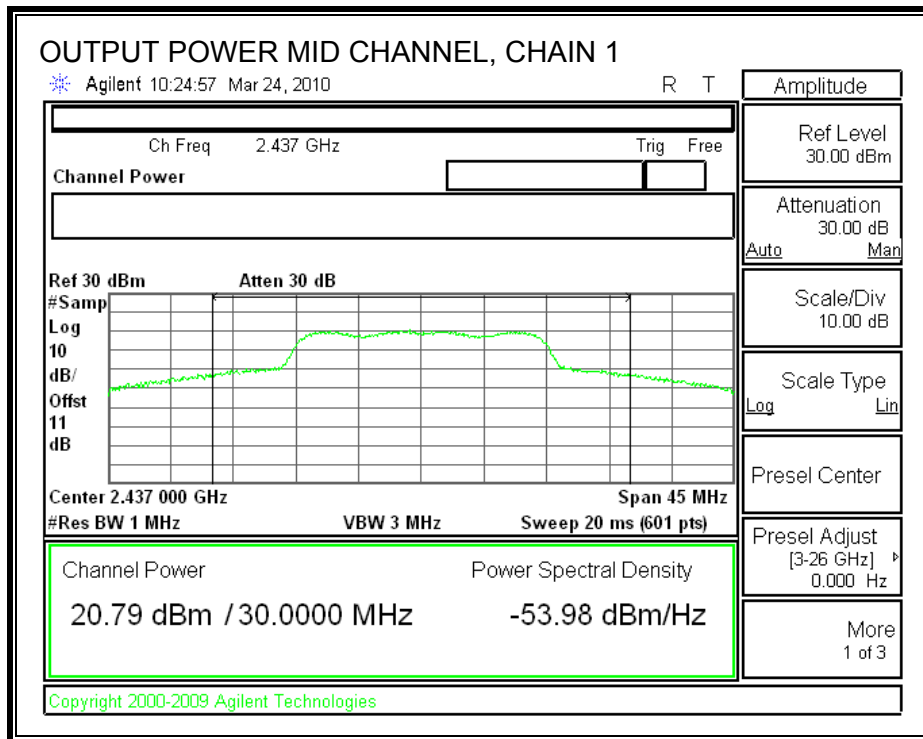 OUTPUT POWER MID CHANNEL, CHAIN 1
Agilent 10:24:57 Mar 24, 2010 R T
Ch Freq 2.437 GHz Trig Free
Channel Power
Ref 30 dBm Atten 30 dB
#Samp
Log
10
dB/
Offst
11
dB
Center 2.437 000 GHz Span 45 MHz
#Res BW 1 MHz VBW 3 MHz Sweep 20 ms (601 pts)
Channel Power Power Spectral Density
20.79 dBm / 30.0000 MHz -53.98 dBm/Hz
Copyright 2000-2009 Agilent Technologies
Amplitude
Ref Level
30.00 dBm
Attenuation
30.00 dB
Auto Man
Scale/Div
10.00 dB
Scale Type
Log Lin
Presel Center
Presel Adjust
[3-26 GHz]
0.000 Hz
More
1 of 3